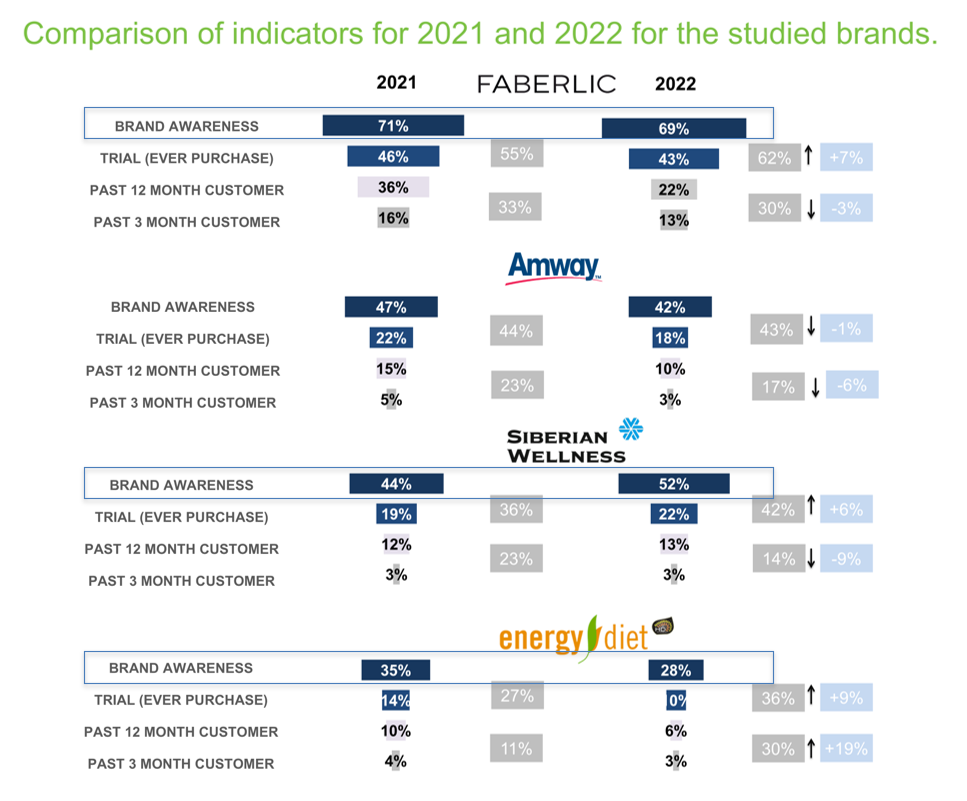 Comparison of indicators for 2021 and 2022 for the studied brands.
2021 FABERLIC 2022
BRAND AWARENESS 71% 69%
TRIAL (EVER PURCHASE) 46% 55% 43% 62% ↑ +7%
PAST 12 MONTH CUSTOMER 36% 22%
33% 30% ↓ -3%
PAST 3 MONTH CUSTOMER 16% 13%
Amway™
BRAND AWARENESS 47% 42%
44% 43% ↓ -1%
TRIAL (EVER PURCHASE) 22% 18%
PAST 12 MONTH CUSTOMER 15% 10%
23% 17% ↓ -6%
PAST 3 MONTH CUSTOMER 5% 3%
SIBERIAN
WELLNESS
BRAND AWARENESS 44% 52%
36% 42% ↑ +6%
TRIAL (EVER PURCHASE) 19% 22%
PAST 12 MONTH CUSTOMER 12% 13%
23% 14% ↓ -9%
PAST 3 MONTH CUSTOMER 3% 3%
energy diet
BRAND AWARENESS 35% 28%
TRIAL (EVER PURCHASE) 14% 27% 0% 36% ↑ +9%
PAST 12 MONTH CUSTOMER 10% 6%
11% 30% ↑ +19%
PAST 3 MONTH CUSTOMER 4% 3%